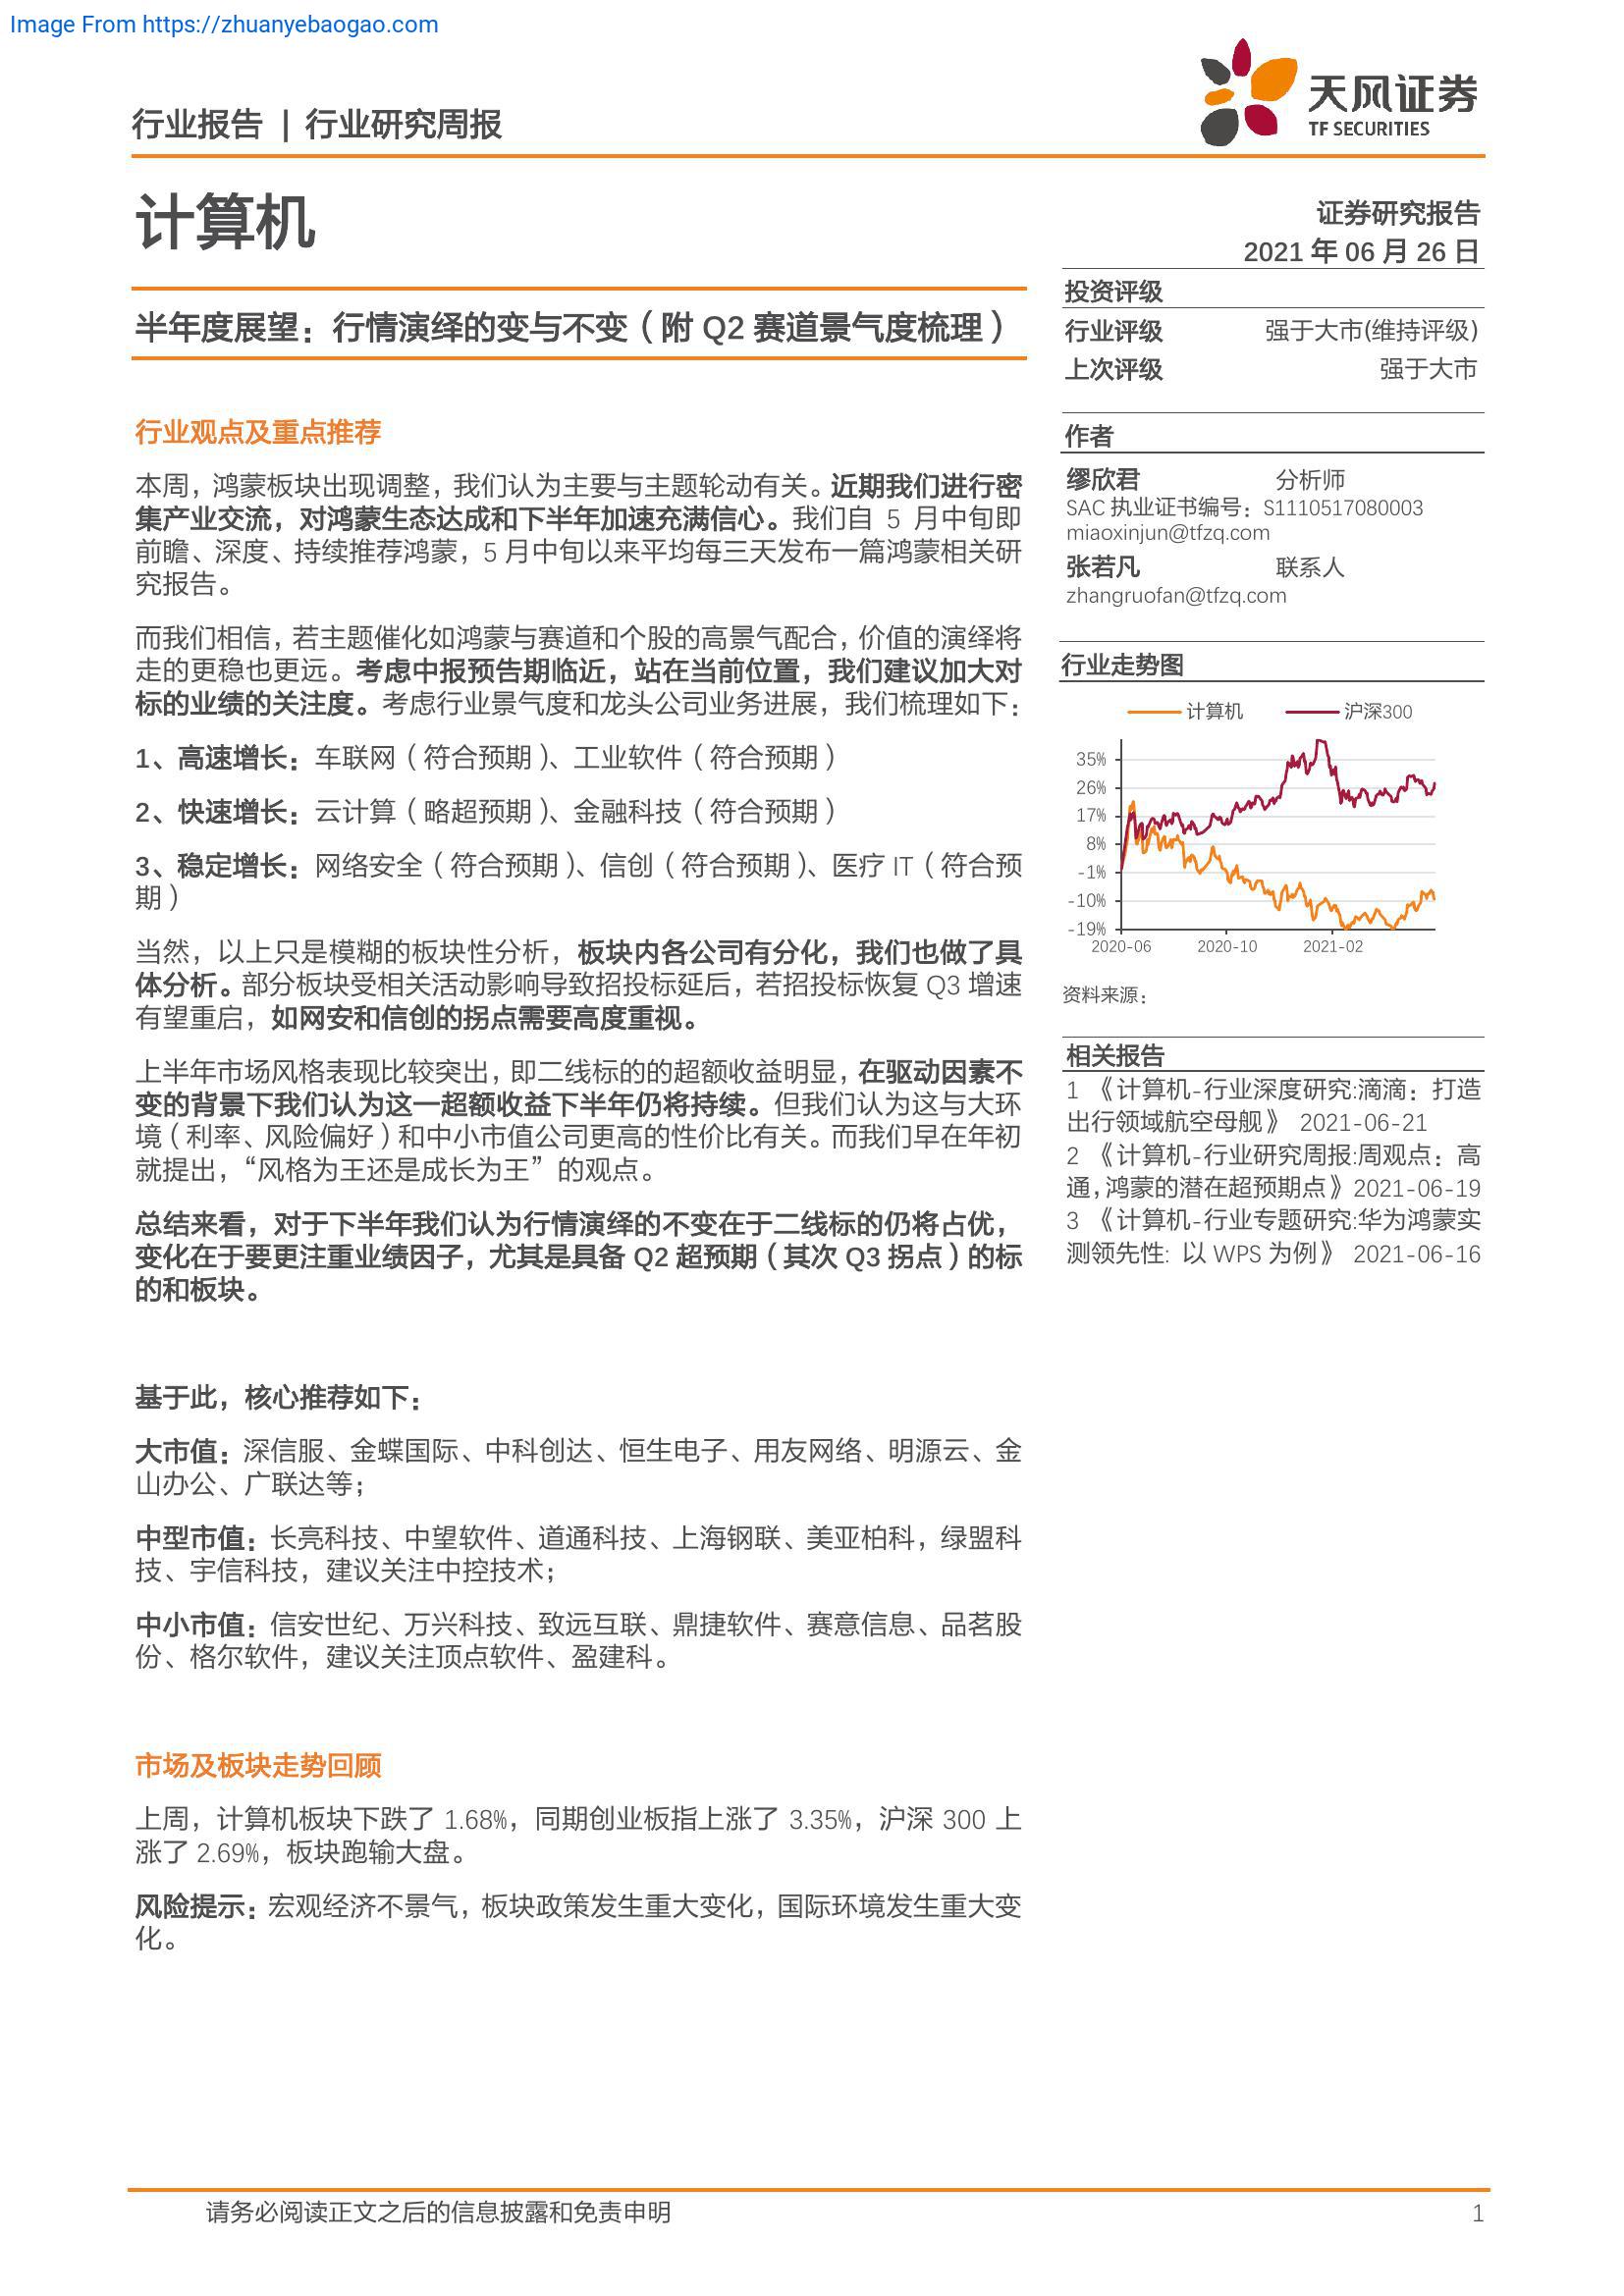 Image From https://zhuanyebaogao.com
行业报告 | 行业研究周报
天风证券
TF SECURITIES
计算机
证券研究报告
2021 年 06 月 26 日
半年度展望：行情演绎的变与不变（附 Q2 赛道景气度梳理）
投资评级
行业评级 强于大市(维持评级)
上次评级 强于大市
行业观点及重点推荐
本周，鸿蒙板块出现调整，我们认为主要与主题轮动有关。近期我们进行密
集产业交流，对鸿蒙生态达成和下半年加速充满信心。我们自 5 月中旬即
前瞻、深度、持续推荐鸿蒙，5 月中旬以来平均每三天发布一篇鸿蒙相关研
究报告。
而我们相信，若主题催化如鸿蒙与赛道和个股的高景气配合，价值的演绎将
走的更稳也更远。考虑中报预告期临近，站在当前位置，我们建议加大对
标的业绩的关注度。考虑行业景气度和龙头公司业务进展，我们梳理如下：
1、高速增长：车联网（符合预期）、工业软件（符合预期）
2、快速增长：云计算（略超预期）、金融科技（符合预期）
3、稳定增长：网络安全（符合预期）、信创（符合预期）、医疗 IT（符合预
期）
当然，以上只是模糊的板块性分析，板块内各公司有分化，我们也做了具
体分析。部分板块受相关活动影响导致招投标延后，若招投标恢复 Q3 增速
有望重启，如网安和信创的拐点需要高度重视。
上半年市场风格表现比较突出，即二线标的的超额收益明显，在驱动因素不
变的背景下我们认为这一超额收益下半年仍将持续。但我们认为这与大环
境（利率、风险偏好）和中小市值公司更高的性价比有关。而我们早在年初
就提出，“风格为王还是成长为王”的观点。
总结来看，对于下半年我们认为行情演绎的不变在于二线标的仍将占优，
变化在于要更注重业绩因子，尤其是具备 Q2 超预期（其次 Q3 拐点）的标
的和板块。
基于此，核心推荐如下：
大市值：深信服、金蝶国际、中科创达、恒生电子、用友网络、明源云、金
山办公、广联达等；
中型市值：长亮科技、中望软件、道通科技、上海钢联、美亚柏科，绿盟科
技、宇信科技，建议关注中控技术；
中小市值：信安世纪、万兴科技、致远互联、鼎捷软件、赛意信息、品茗股
份、格尔软件，建议关注顶点软件、盈建科。
市场及板块走势回顾
上周，计算机板块下跌了 1.68%，同期创业板指上涨了 3.35%，沪深 300 上
涨了 2.69%，板块跑输大盘。
风险提示：宏观经济不景气，板块政策发生重大变化，国际环境发生重大变
化。
作者
缪欣君 分析师
SAC 执业证书编号：S1110517080003
miaoxinjun@tfzq.com
张若凡 联系人
zhangruofan@tfzq.com
行业走势图
计算机 沪深300
35%
26%
17%
8%
-1%
-10%
-19%
2020-06 2020-10 2021-02
资料来源：
相关报告
1 《计算机-行业深度研究:滴滴：打造
出行领域航空母舰》 2021-06-21
2 《计算机-行业研究周报:周观点：高
通，鸿蒙的潜在超预期点》 2021-06-19
3 《计算机-行业专题研究:华为鸿蒙实
测领先性: 以 WPS 为例》 2021-06-16
请务必阅读正文之后的信息披露和免责申明 1